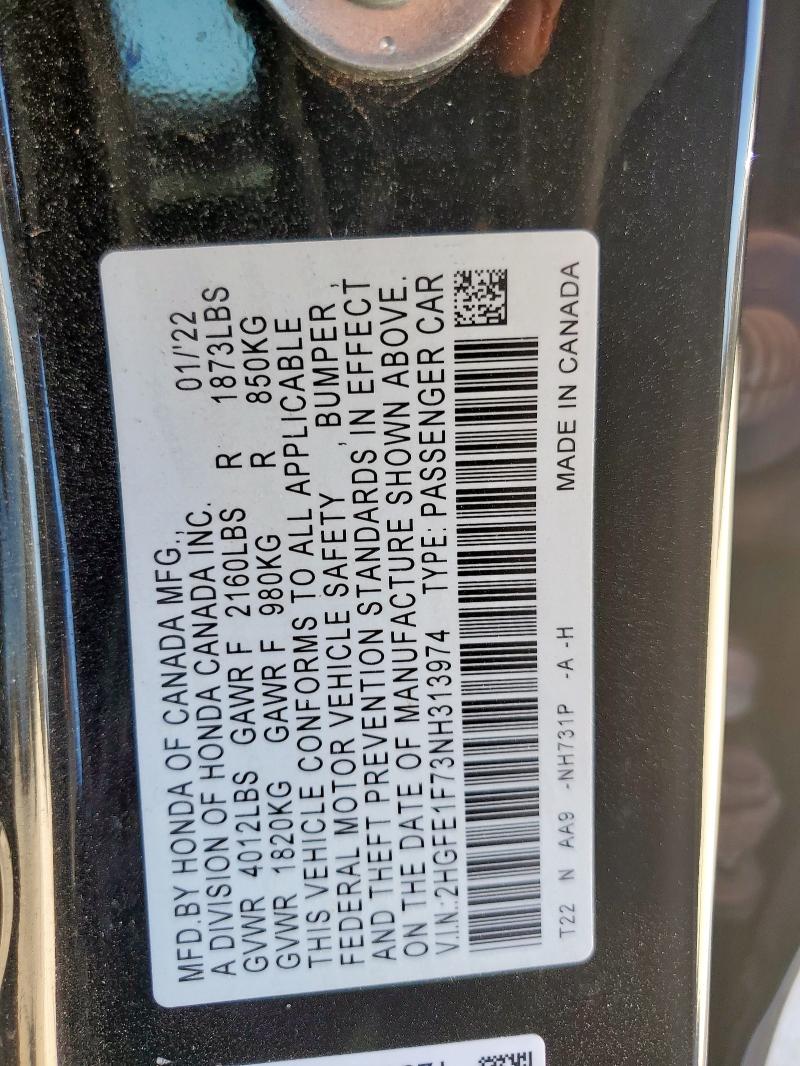 MFD.BY HONDA OF CANADA MFG.,
A DIVISION OF HONDA CANADA INC. 01/'22
GVWR 4012LBS GAWR F 2160LBS R 1873LBS
GVWR 1820KG GAWR F 980KG R 850KG
THIS VEHICLE CONFORMS TO ALL APPLICABLE
FEDERAL MOTOR VEHICLE SAFETY , BUMPER ,
AND THEFT PREVENTION STANDARDS IN EFFECT
ON THE DATE OF MANUFACTURE SHOWN ABOVE.
V.I.N.:2HGFE1F73NH313974 TYPE: PASSENGER CAR
T22 N AA9 -NH731P -A -H MADE IN CANADA